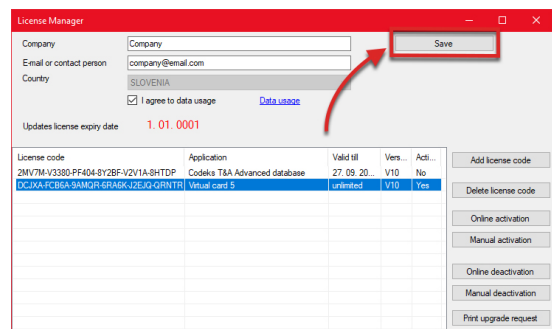 License Manager
Company Company Save
E-mail or contact person company@email.com
Country SLOVENIA
I agree to data usage Data usage
Updates license expiry date 1. 01. 0001
License code Application Valid till Vers... Acti...
2MV7M-V3380-PF404-8Y2BF-V2V1A-8HTDP Codeks T&A Advanced database 27. 09. 20... V10 No
DCJXA-FCB6A-9AMQR-6RA6K-J2EJQ-QRNTR Virtual card 5 unlimited V10 Yes
Add license code
Delete license code
Online activation
Manual activation
Online deactivation
Manual deactivation
Print upgrade request